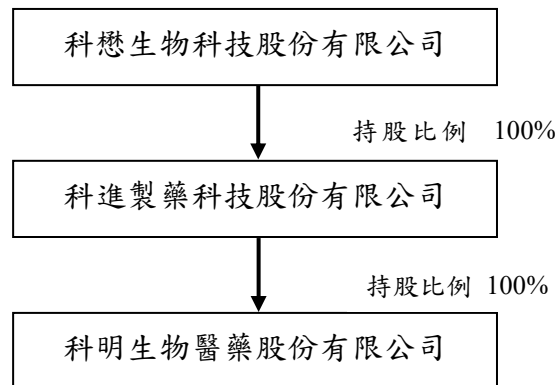 科懋生物科技股份有限公司
持股比例 100%
科進製藥科技股份有限公司
持股比例 100%
科明生物醫藥股份有限公司